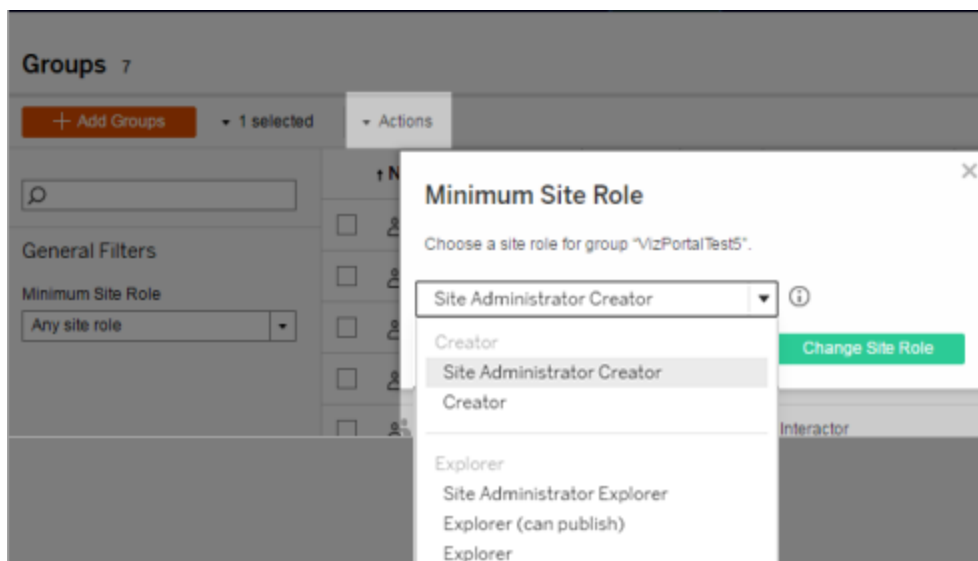 Groups 7
+ Add Groups
1 selected
Actions
↑ N
General Filters
Minimum Site Role
Any site role
Minimum Site Role
Choose a site role for group "VizPortalTest5".
Site Administrator Creator
Change Site Role
Creator
Site Administrator Creator
Creator
Interactor
Explorer
Site Administrator Explorer
Explorer (can publish)
Explorer